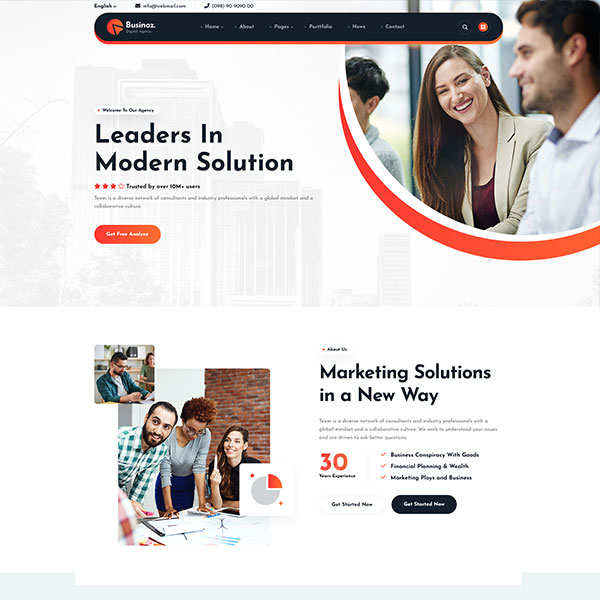 English
info@webmail.com
(098) 90 9090 00
Businoz.
Digital Agency
Home
About
Pages
Porttfolio
News
Contact
Welcome To Our Agency
Leaders In
Modern Solution
Trusted by over 10M+ users
Team is a diverse network of consultants and industry professionals with a global mindset and a
collaborative culture.
Get Free Analyze
About Us
Marketing Solutions
in a New Way
Team is a diverse network of consultants and industry professionals with a
global mindset and a collaborative culture. We work to understand your issues
and are driven to ask better questions
30
Years Experience
Business Conspiracy With Goods
Financial Planning & Wealth
Marketing Ploys and Business
Get Started Now
Get Started Now